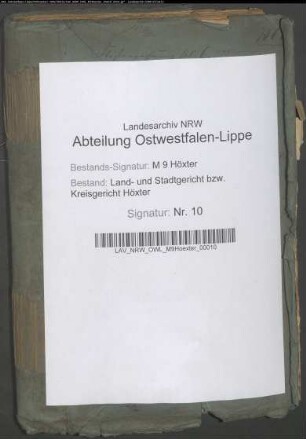 Landesarchiv NRW
Abteilung Ostwestfalen-Lippe
Bestands-Signatur: M 9 Höxter
Bestand: Land- und Stadtgericht bzw.
Kreisgericht Höxter
Signatur: Nr. 10
LAV_NRW_OWL_M9Hoexter_00010